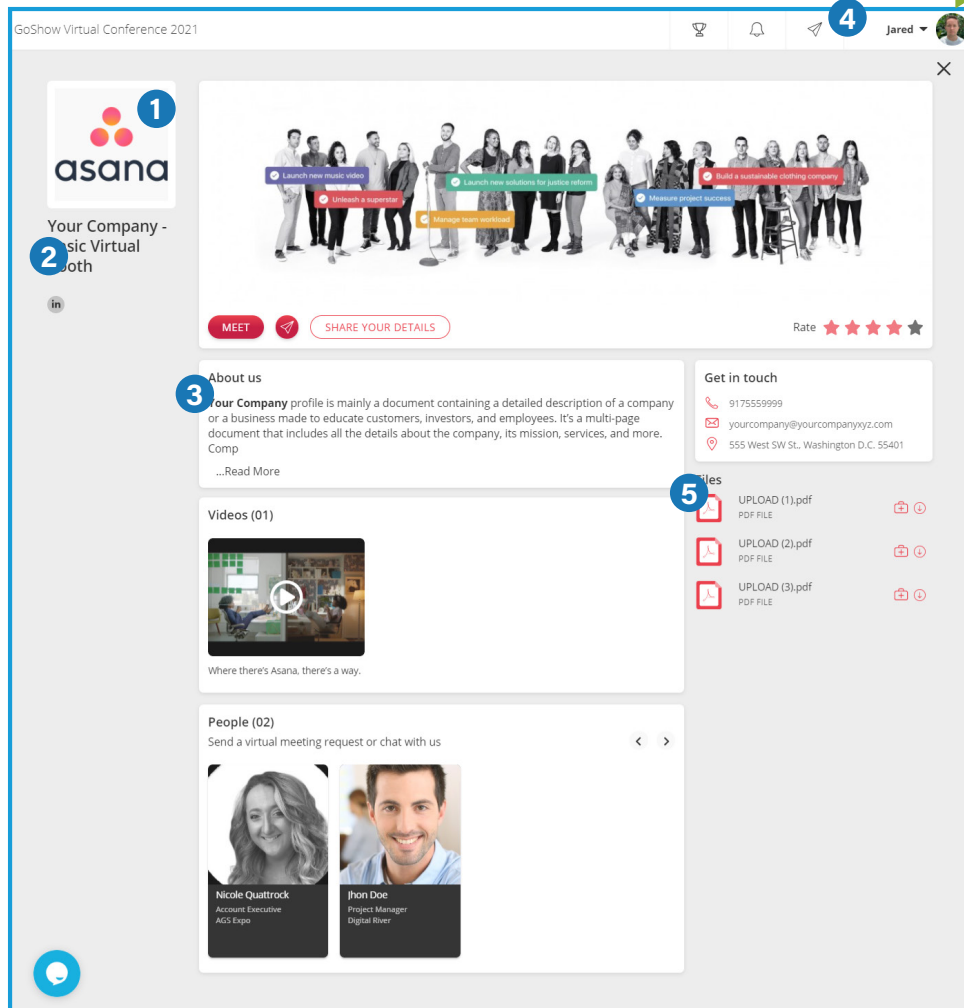 GoShow Virtual Conference 2021
4
Jared
1
asana
Your Company -
sic Virtual
2
ooth
in
Launch new music video
Unleash a superstar
Launch new solutions for justice reform
Manage team workload
Build a sustainable clothing company
Measure project success
MEET
SHARE YOUR DETAILS
Rate
About us
3
our Company profile is mainly a document containing a detailed description of a company
or a business made to educate customers, investors, and employees. It's a multi-page
document that includes all the details about the company, its mission, services, and more.
Comp
...Read More
Get in touch
9175559999
yourcompany@yourcompanyxyz.com
555 West SW St., Washington D.C. 55401
5
iles
UPLOAD (1).pdf
PDF FILE
UPLOAD (2).pdf
PDF FILE
UPLOAD (3).pdf
PDF FILE
Videos (01)
Where there's Asana, there's a way.
People (02)
Send a virtual meeting request or chat with us
Nicole Quattrock
Account Executive
AGS Expo
Jhon Doe
Project Manager
Digital River